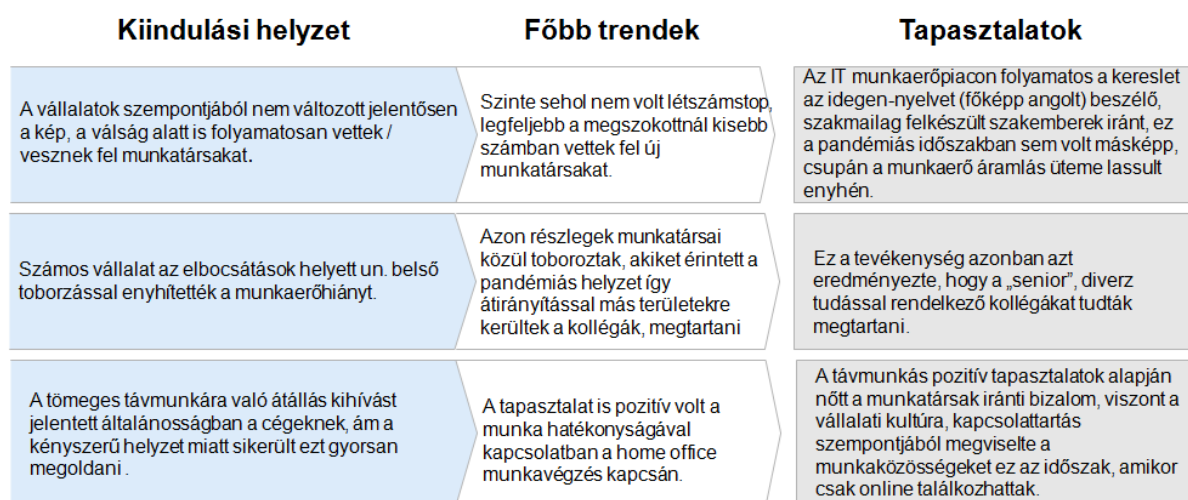 Kiindulási helyzet
Főbb trendek
Tapasztalatok
A vállalatok szempontjából nem változott jelentősen
a kép, a válság alatt is folyamatosan vettek /
vesznek fel munkatársakat.
Szinte sehol nem volt létszámstop,
legfeljebb a megszokottnál kisebb
számban vettek fel új
munkatársakat.
Az IT munkaerőpiacon folyamatos a kereslet
az idegen-nyelvet (főképp angolt) beszélő,
szakmailag felkészült szakemberek iránt, ez
a pandémiás időszakban sem volt másképp,
csupán a munkaerő áramlás üteme lassult
enyhén.
Számos vállalat az elbocsátások helyett un. belső
toborzással enyhítették a munkaerőhiányt.
Azon részlegek munkatársai
közül toboroztak, akiket érintett a
pandémiás helyzet így
átirányítással más területekre
kerültek a kollégák, megtartani
Ez a tevékenység azonban azt
eredményezte, hogy a „senior”, diverz
tudással rendelkező kollégákat tudták
megtartani.
A tömeges távmunkára való átállás kihívást
jelentett általánosságban a cégeknek, ám a
kényszerű helyzet miatt sikerült ezt gyorsan
megoldani .
A tapasztalat is pozitív volt a
munka hatékonyságával
kapcsolatban a home office
munkavégzés kapcsán.
A távmunkás pozitív tapasztalatok alapján
nőtt a munkatársak iránti bizalom, viszont a
vállalati kultúra, kapcsolattartás
szempontjából megviselte a
munkaközösségeket ez az időszak, amikor
csak online találkozhattak.